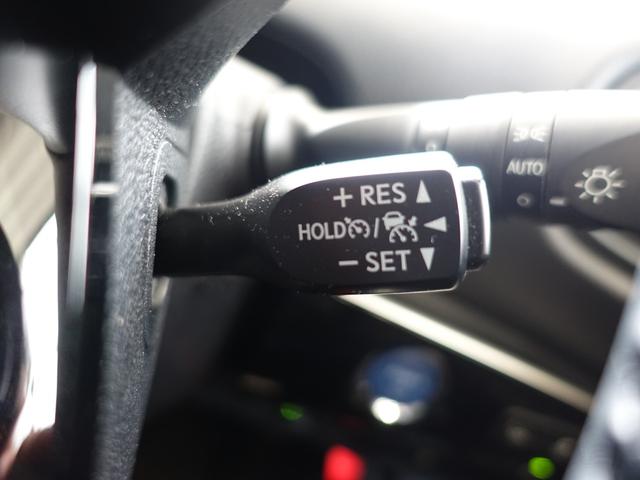 + RES ▲
HOLD / ◀
− SET ▼
AUTO